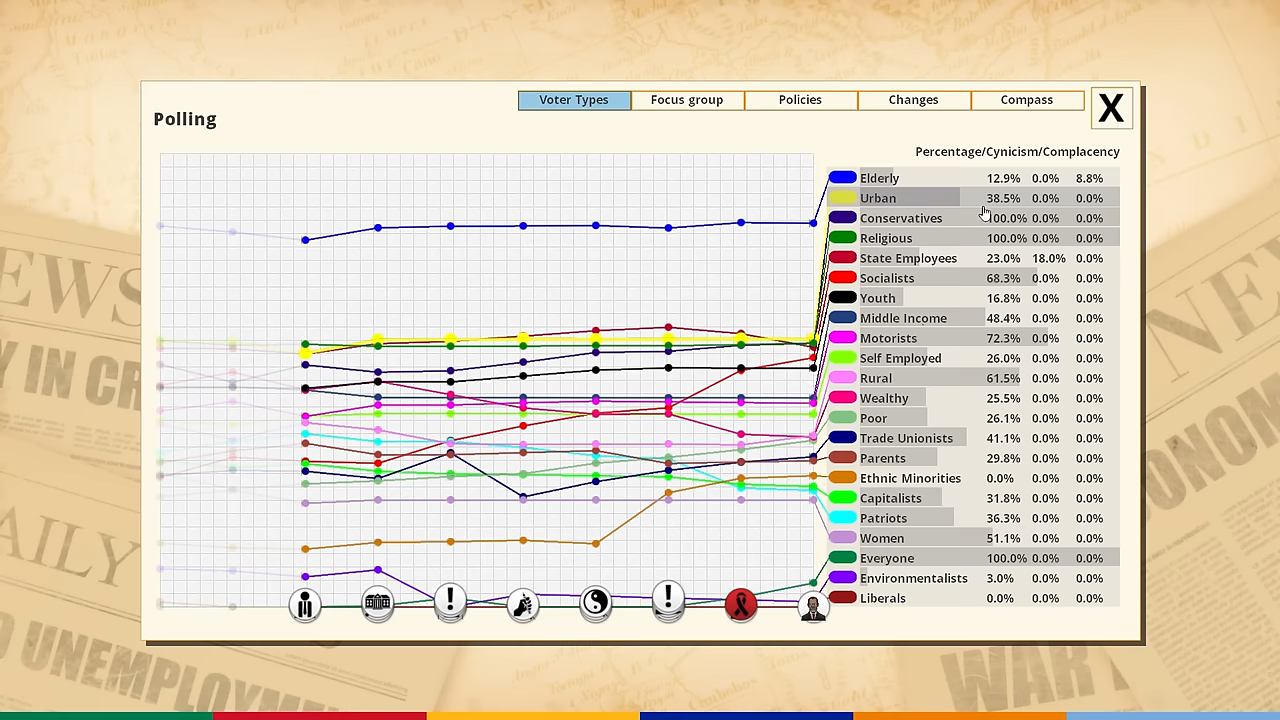 Voter Types Focus group Policies Changes Compass X
Polling
Percentage/Cynicism/Complacency
Elderly 12.9% 0.0% 8.8%
Urban 38.5% 0.0% 0.0%
Conservatives 100.0% 0.0% 0.0%
Religious 100.0% 0.0% 0.0%
State Employees 23.0% 18.0% 0.0%
Socialists 68.3% 0.0% 0.0%
Youth 16.8% 0.0% 0.0%
Middle Income 48.4% 0.0% 0.0%
Motorists 72.3% 0.0% 0.0%
Self Employed 26.0% 0.0% 0.0%
Rural 61.5% 0.0% 0.0%
Wealthy 25.5% 0.0% 0.0%
Poor 26.1% 0.0% 0.0%
Trade Unionists 41.1% 0.0% 0.0%
Parents 29.8% 0.0% 0.0%
Ethnic Minorities 0.0% 0.0% 0.0%
Capitalists 31.8% 0.0% 0.0%
Patriots 36.3% 0.0% 0.0%
Women 51.1% 0.0% 0.0%
Everyone 100.0% 0.0% 0.0%
Environmentalists 3.0% 0.0% 0.0%
Liberals 0.0% 0.0% 0.0%
NEWS
Y IN CR
AILY
O UNEMPLOYM
WAR